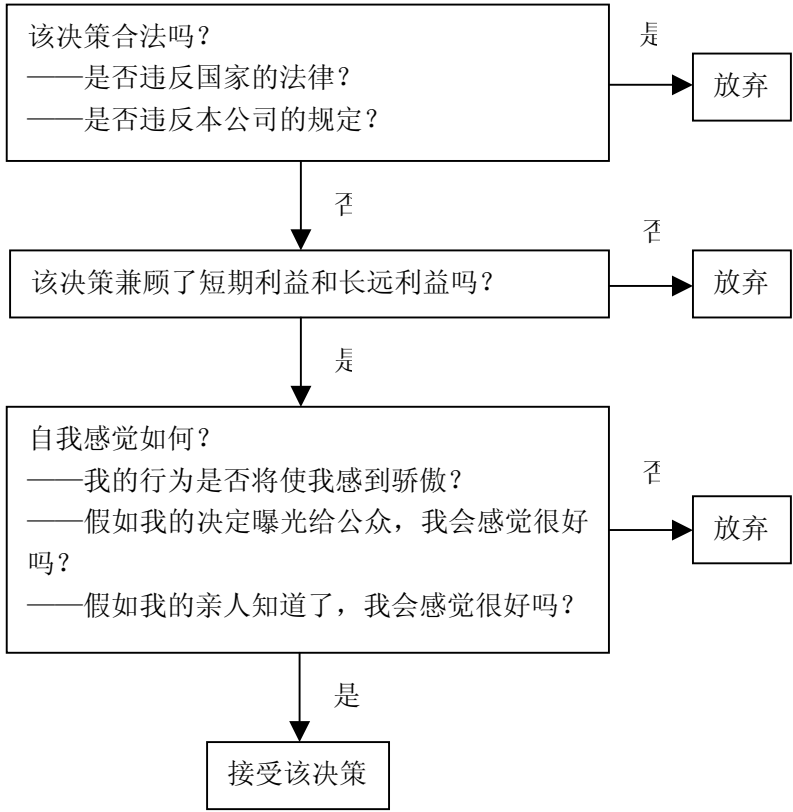 该决策合法吗？
——是否违反国家的法律？
——是否违反本公司的规定？
是
放弃
否
该决策兼顾了短期利益和长远利益吗？
否
放弃
是
自我感觉如何？
——我的行为是否将使我感到骄傲？
——假如我的决定曝光给公众，我会感觉很好
吗？
——假如我的亲人知道了，我会感觉很好吗？
否
放弃
是
接受该决策